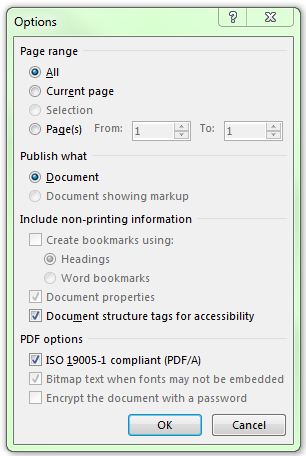 Options
Page range
All
Current page
Selection
Page(s) From: 1 To: 1
Publish what
Document
Document showing markup
Include non-printing information
Create bookmarks using:
Headings
Word bookmarks
Document properties
Document structure tags for accessibility
PDF options
ISO 19005-1 compliant (PDF/A)
Bitmap text when fonts may not be embedded
Encrypt the document with a password
OK Cancel